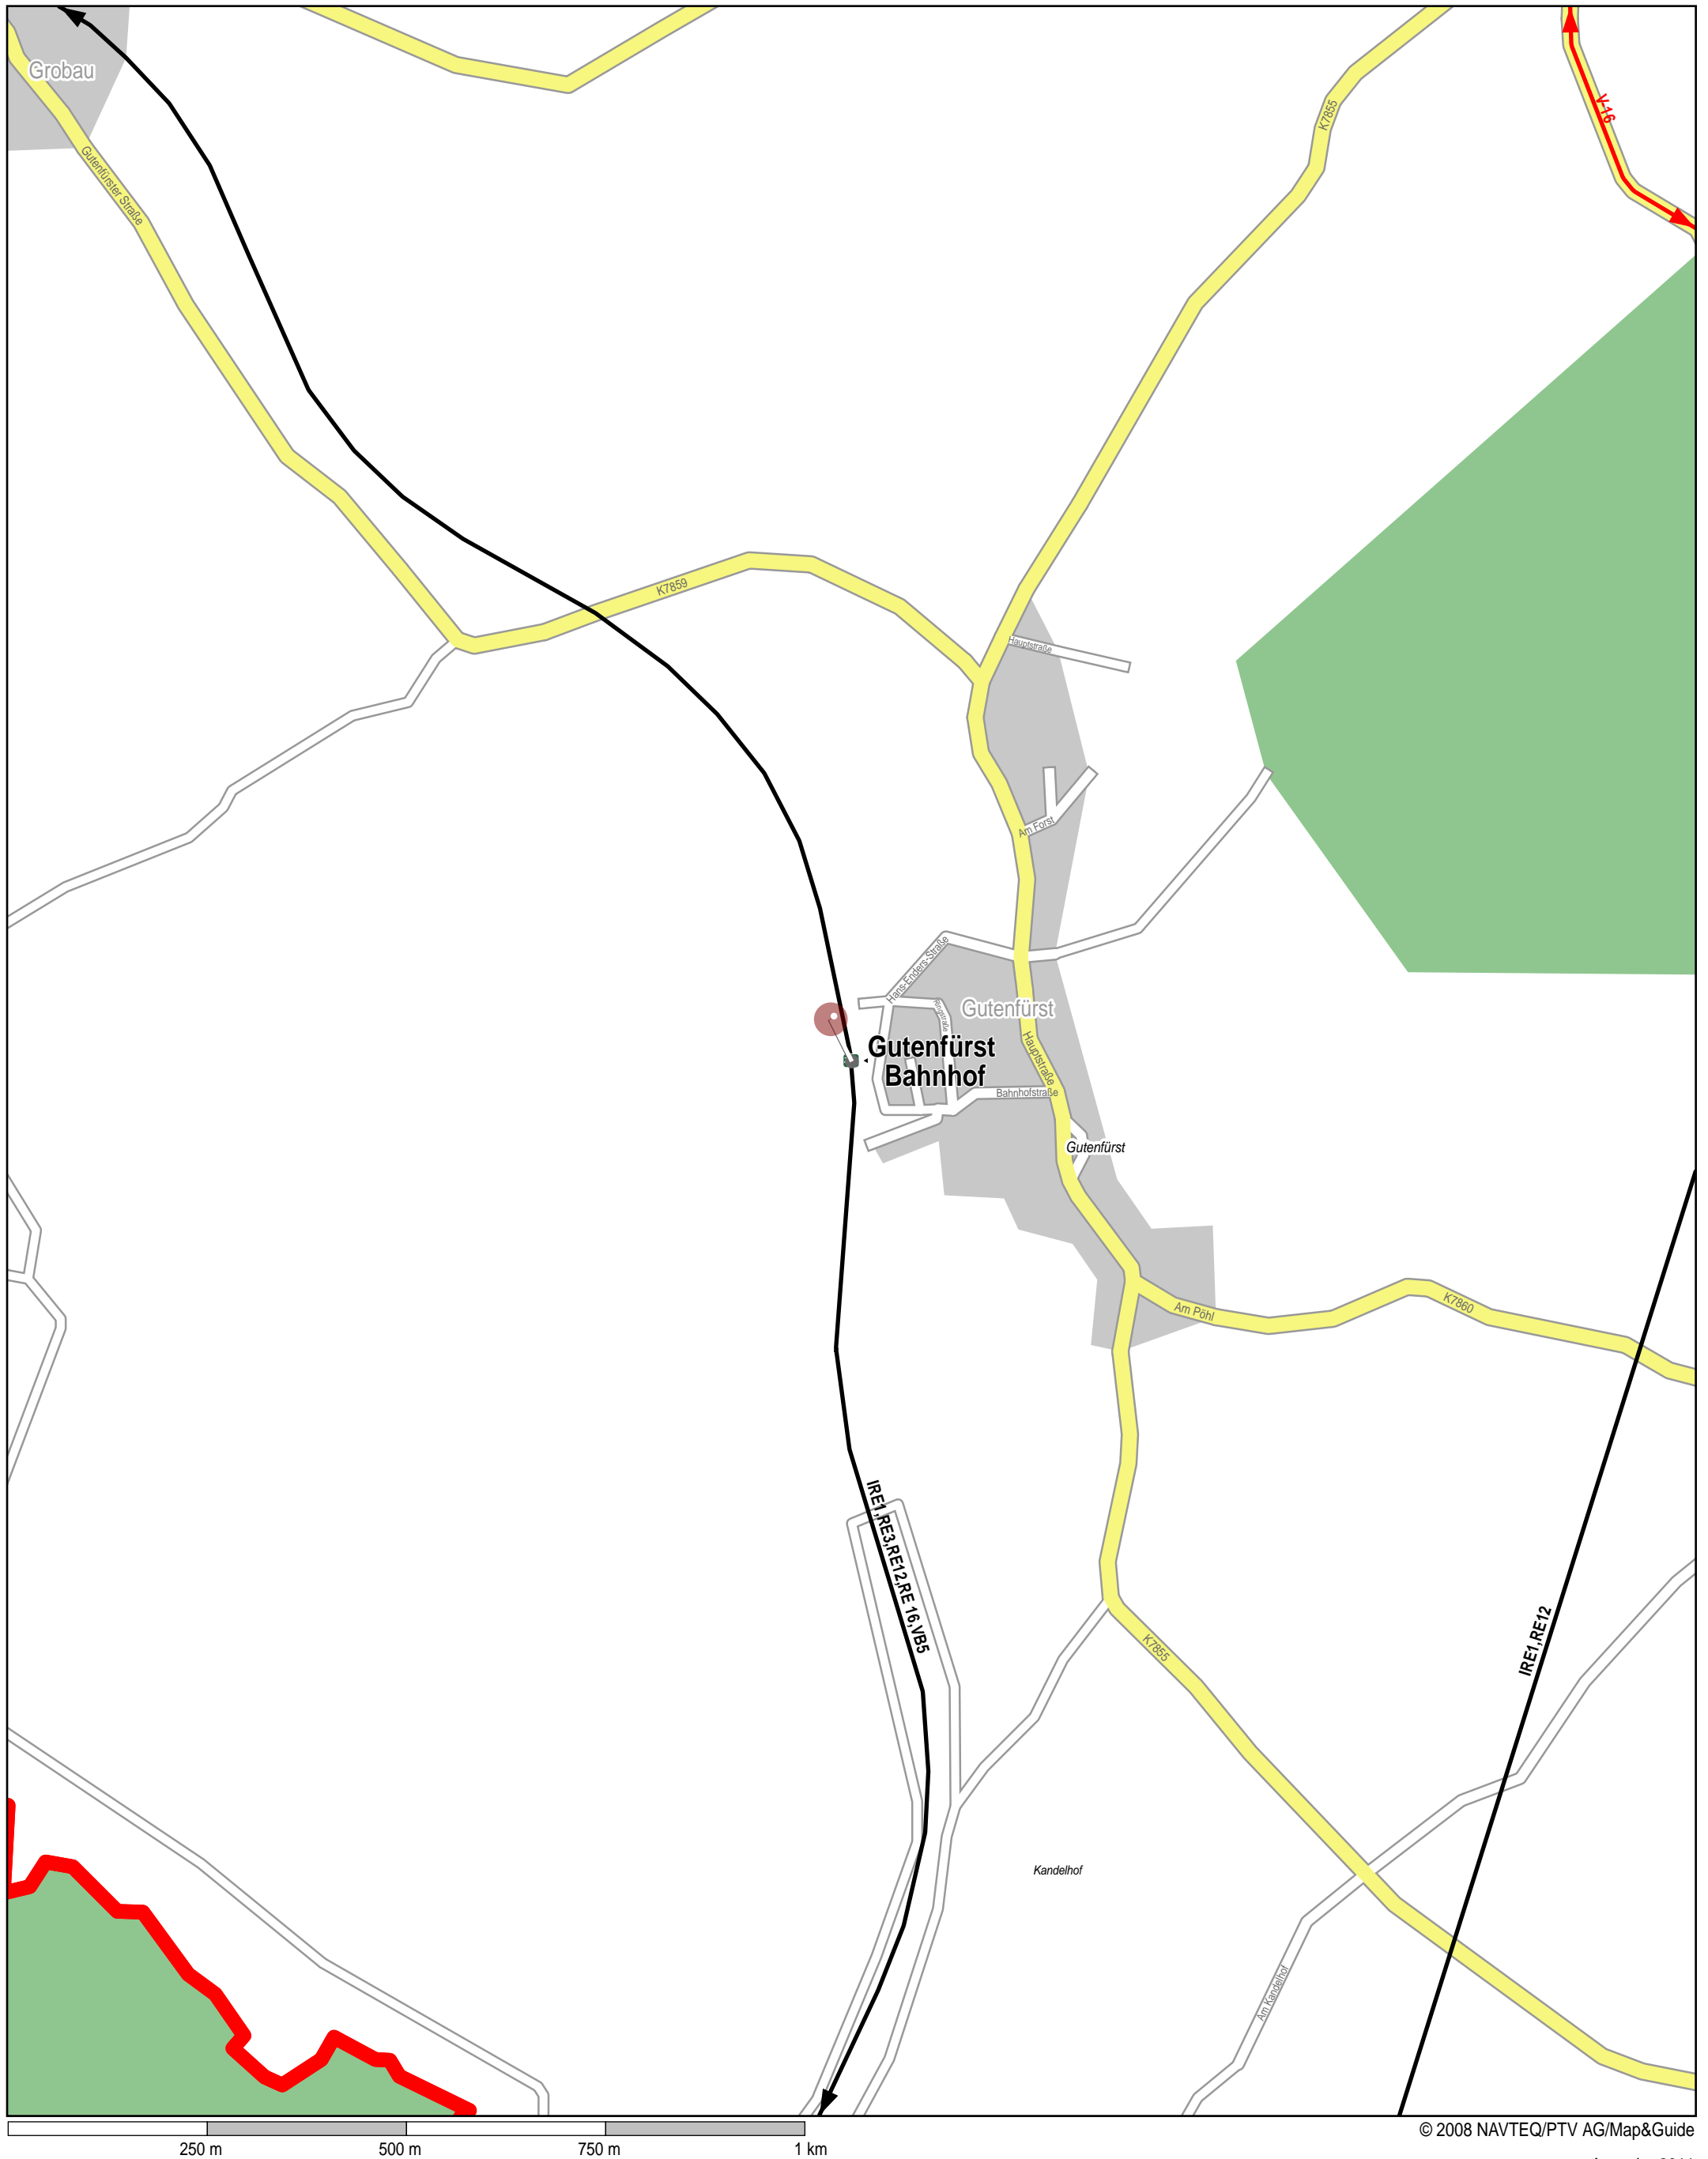 Grobau
V-16
K7855
Gutenfürster Straße
K7859
Hauptstraße
Am Forst
Hans-Enders-Straße
Ringstraße
Gutenfürst
Hauptstraße
Gutenfürst
Bahnhof
Bahnhofstraße
Gutenfürst
Am Pöhl
K7860
IRE1,RE3,RE12,RE 16,VB5
IRE1,RE12
K7855
Kandelhof
Am Kandelhof
250 m
500 m
750 m
1 km
© 2008 NAVTEQ/PTV AG/Map&Guide